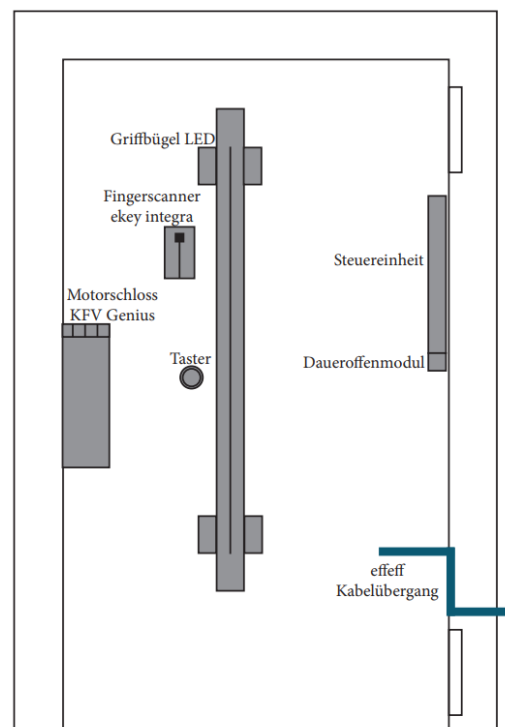 Griffbügel LED
Fingerscanner
ekey integra
Steuereinheit
Motorschloss
KFV Genius
Taster
Daueroffenmodul
effeff
Kabelübergang